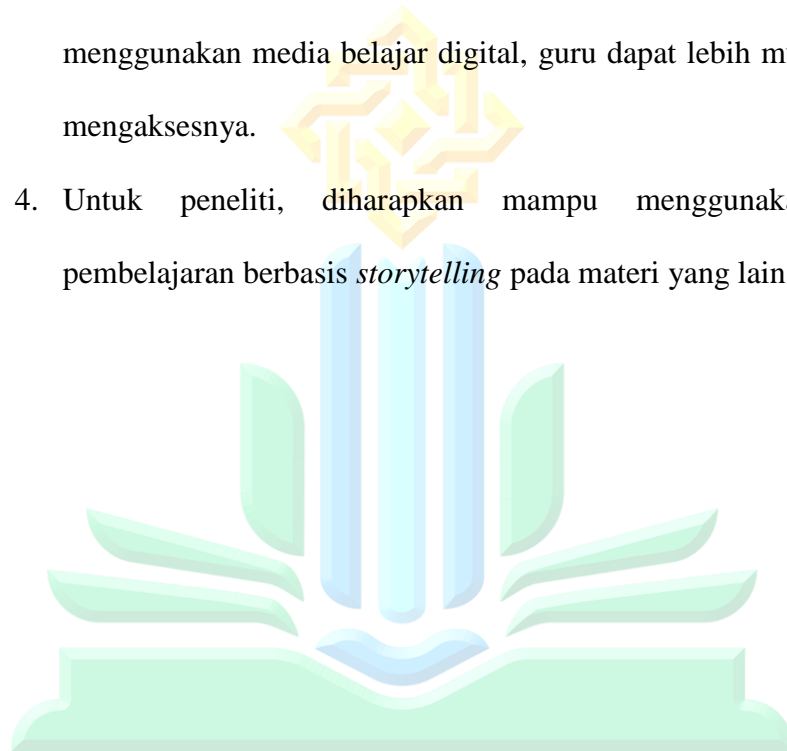 menggunakan media belajar digital, guru dapat lebih
mengaksesnya.
4. Untuk peneliti, diharapkan mampu
pembelajaran berbasis storytelling pada materi yang lain